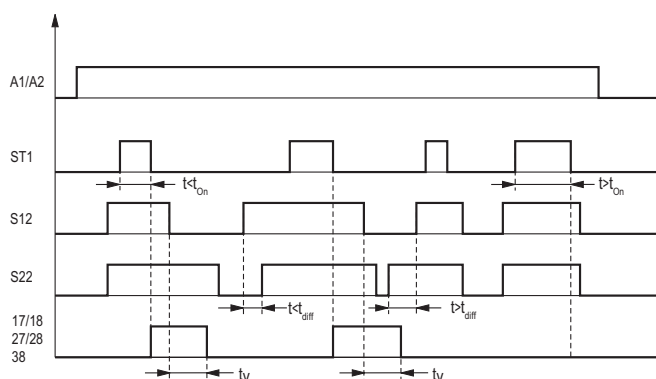 A1/A2
ST1
t<tOn
t>tOn
S12
S22
t<tdiff
t>tdiff
17/18
27/28
38
tV
tV